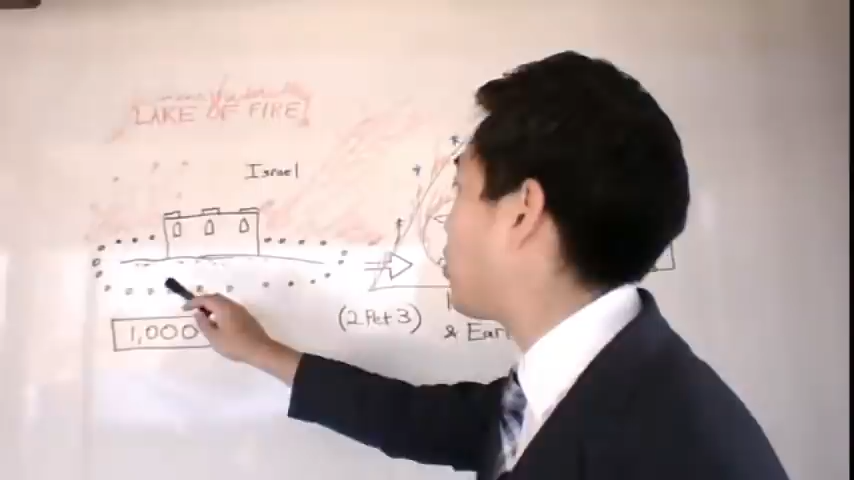 LAKE OF FIRE!
Israel
(2 Pet 3)
& Ear
1,000